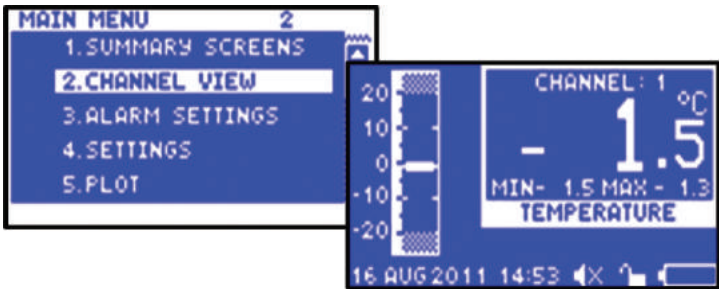 MAIN MENU 2
1.SUMMARY SCREENS
2.CHANNEL VIEW
3.ALARM SETTINGS
4.SETTINGS
5.PLOT
CHANNEL: 1
°C
- 1.5
MIN- 1.5 MAX - 1.3
TEMPERATURE
20
10
0
-10
-20
16 AUG 2011 14:53